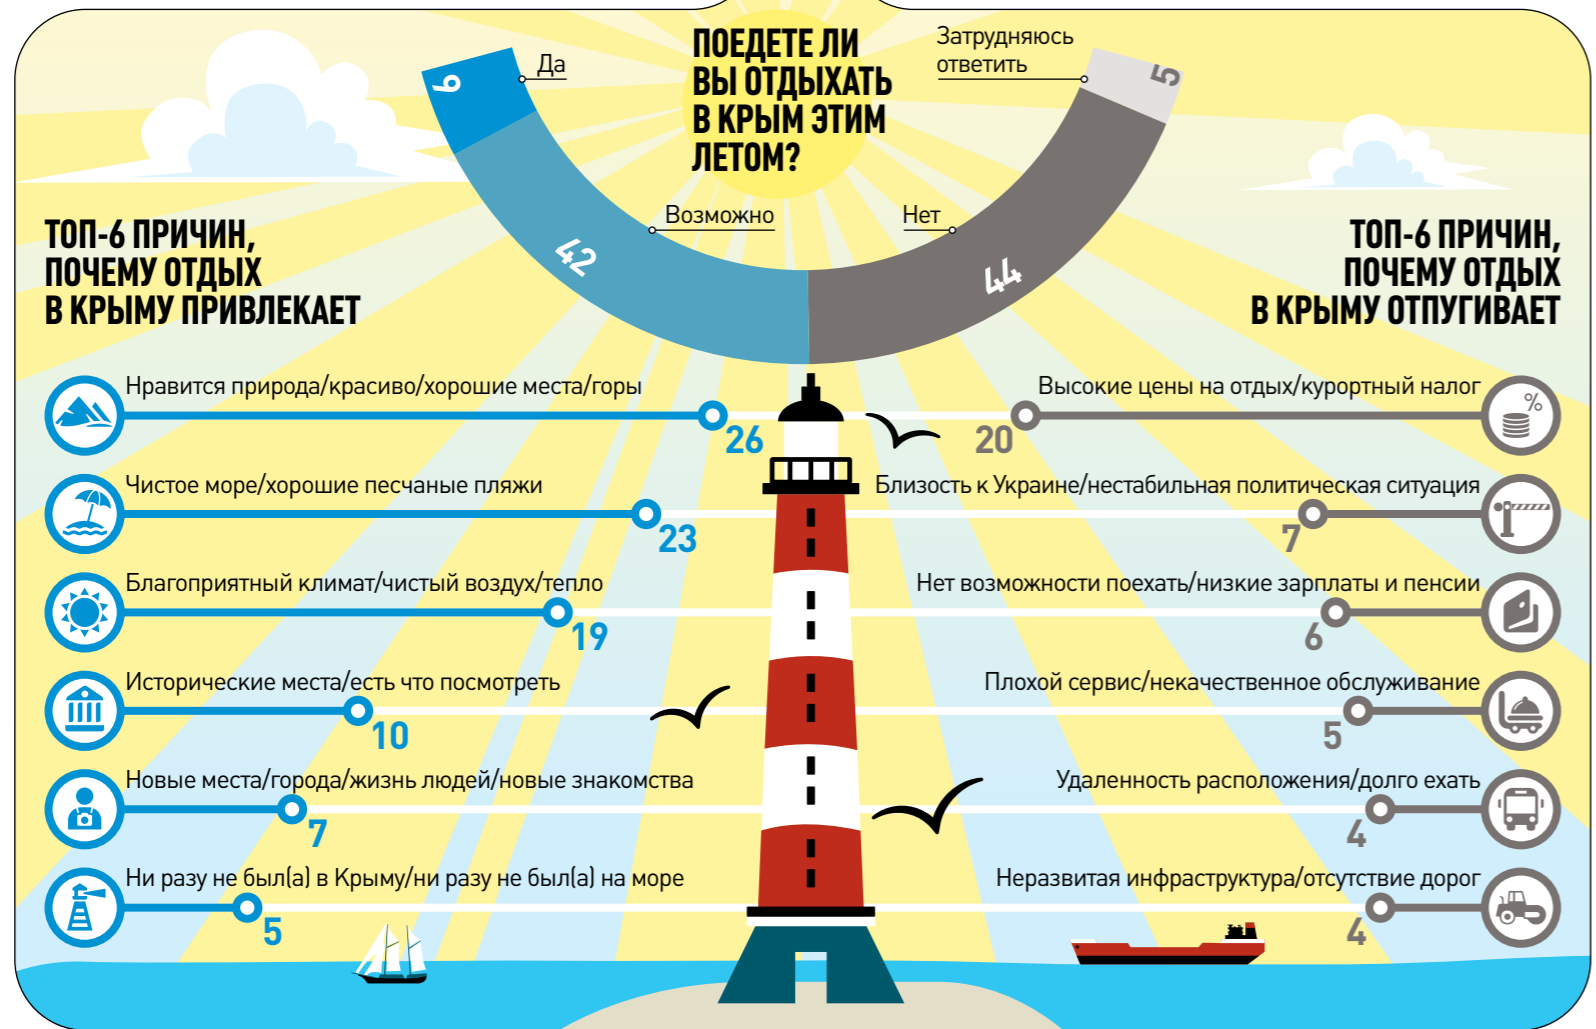 ПОЕДЕТЕ ЛИ
ВЫ ОТДЫХАТЬ
В КРЫМ ЭТИМ
ЛЕТОМ?
Да
9
Возможно
42
Нет
44
Затрудняюсь
ответить
5
ТОП-6 ПРИЧИН,
ПОЧЕМУ ОТДЫХ
В КРЫМУ ПРИВЛЕКАЕТ
Нравится природа/красиво/хорошие места/горы
26
Чистое море/хорошие песчаные пляжи
23
Благоприятный климат/чистый воздух/тепло
19
Исторические места/есть что посмотреть
10
Новые места/города/жизнь людей/новые знакомства
7
Ни разу не был(а) в Крыму/ни разу не был(а) на море
5
ТОП-6 ПРИЧИН,
ПОЧЕМУ ОТДЫХ
В КРЫМУ ОТПУГИВАЕТ
Высокие цены на отдых/курортный налог
%
20
Близость к Украине/нестабильная политическая ситуация
7
Нет возможности поехать/низкие зарплаты и пенсии
6
Плохой сервис/некачественное обслуживание
5
Удаленность расположения/долго ехать
4
Неразвитая инфраструктура/отсутствие дорог
4